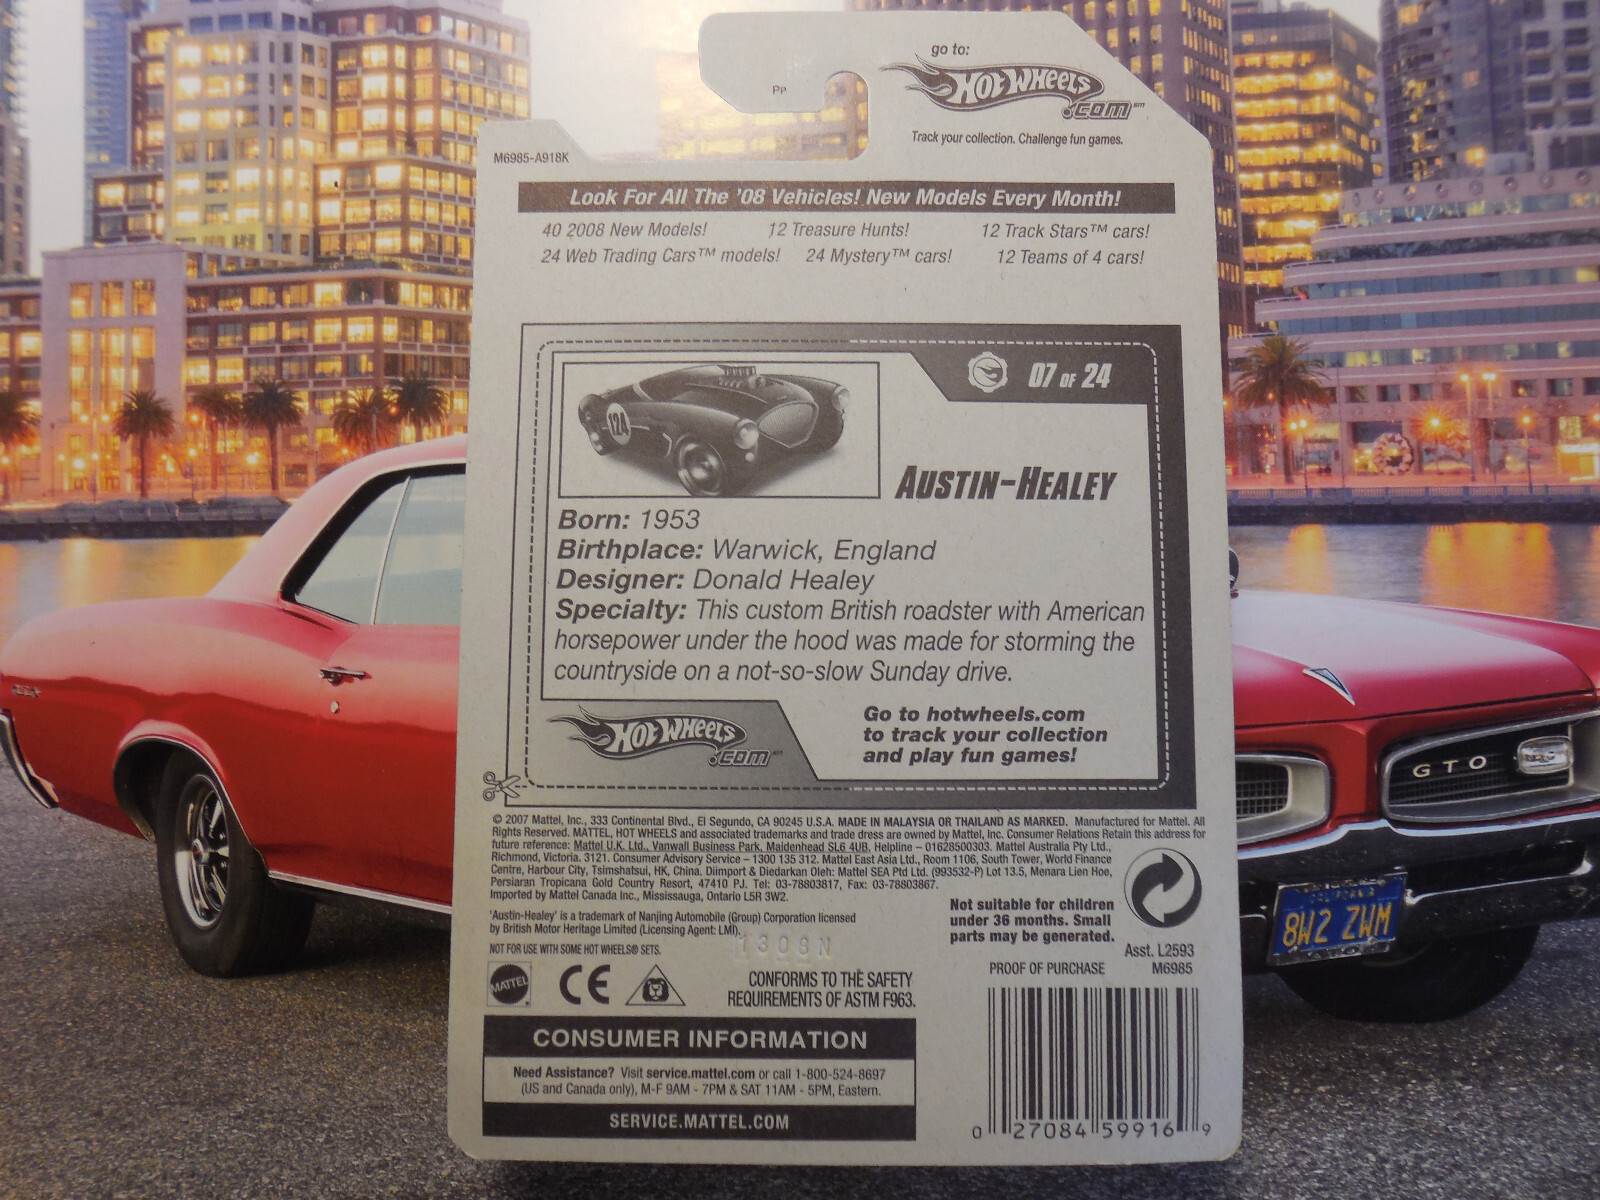 go to:
HOT WHEELS
.com℠
Track your collection. Challenge fun games.
PP
M6985-A918K
Look For All The '08 Vehicles! New Models Every Month!
40 2008 New Models! 12 Treasure Hunts! 12 Track Stars™ cars!
24 Web Trading Cars™ models! 24 Mystery™ cars! 12 Teams of 4 cars!
07 OF 24
124
AUSTIN-HEALEY
Born: 1953
Birthplace: Warwick, England
Designer: Donald Healey
Specialty: This custom British roadster with American
horsepower under the hood was made for storming the
countryside on a not-so-slow Sunday drive.
HOT WHEELS
.com℠
Go to hotwheels.com
to track your collection
and play fun games!
© 2007 Mattel, Inc., 333 Continental Blvd., El Segundo, CA 90245 U.S.A. MADE IN MALAYSIA OR THAILAND AS MARKED. Manufactured for Mattel. All
Rights Reserved. MATTEL, HOT WHEELS and associated trademarks and trade dress are owned by Mattel, Inc. Consumer Relations Retain this address for
future reference: Mattel U.K. Ltd., Vanwall Business Park, Maidenhead SL6 4UB, Helpline – 01628500303. Mattel Australia Pty Ltd.,
Richmond, Victoria. 3121. Consumer Advisory Service – 1300 135 312. Mattel East Asia Ltd., Room 1106, South Tower, World Finance
Centre, Harbour City, Tsimshatsui, HK, China. Diimport & Diedarkan Oleh: Mattel SEA Ptd Ltd. (993532-P) Lot 13.5, Menara Lien Hoe,
Persiaran Tropicana Gold Country Resort, 47410 PJ. Tel: 03-78803817, Fax: 03-78803867.
Imported by Mattel Canada Inc., Mississauga, Ontario L5R 3W2.
'Austin-Healey' is a trademark of Nanjing Automobile (Group) Corporation licensed
by British Motor Heritage Limited (Licensing Agent: LMI).
1308N
NOT FOR USE WITH SOME HOT WHEELS® SETS.
Not suitable for children
under 36 months. Small
parts may be generated.
Asst. L2593
PROOF OF PURCHASE M6985
MATTEL
CE
CONFORMS TO THE SAFETY
REQUIREMENTS OF ASTM F963.
CONSUMER INFORMATION
Need Assistance? Visit service.mattel.com or call 1-800-524-8697
(US and Canada only), M-F 9AM - 7PM & SAT 11AM - 5PM, Eastern.
SERVICE.MATTEL.COM
0 27084 59916 9
GTO
8W2 ZWM